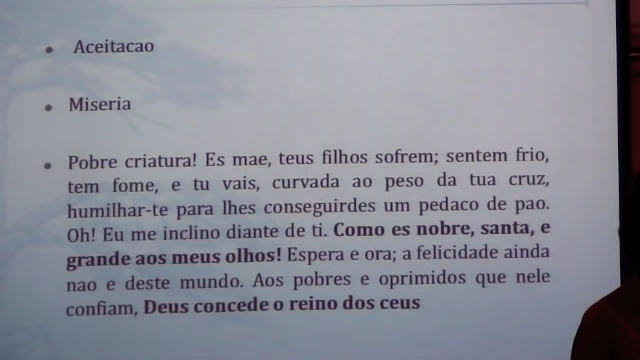 Aceitacao
Miseria
Pobre criatura! Es mae, teus filhos sofrem; sentem frio,
tem fome, e tu vais, curvada ao peso da tua cruz,
humilhar-te para lhes conseguirdes um pedaco de pao.
Oh! Eu me inclino diante de ti. Como es nobre, santa, e
grande aos meus olhos! Espera e ora; a felicidade ainda
nao e deste mundo. Aos pobres e oprimidos que nele
confiam, Deus concede o reino dos ceus